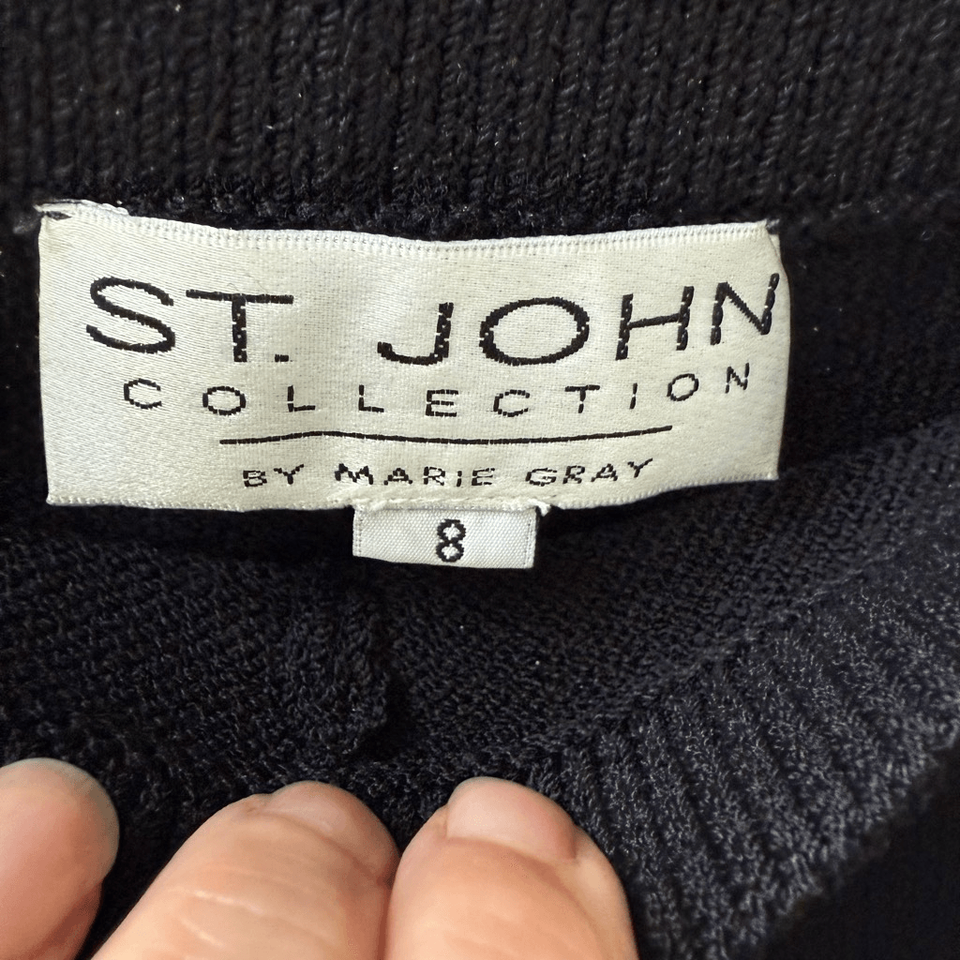 ST. JOHN
COLLECTION
BY MARIE GRAY
8